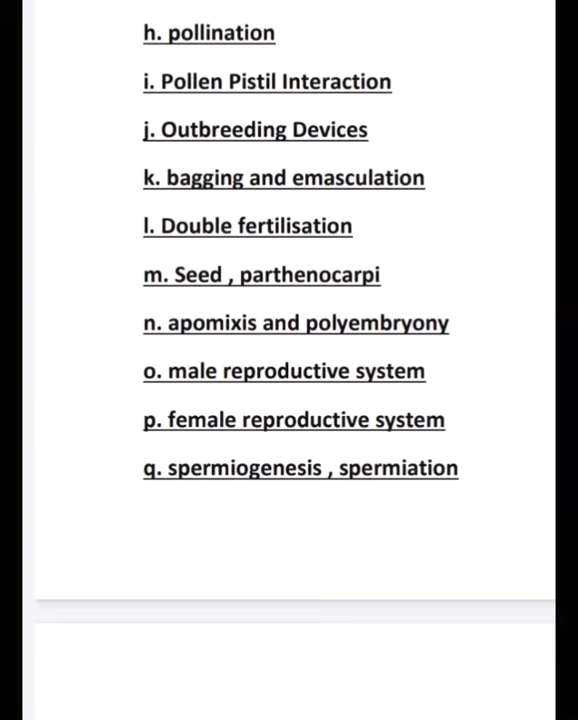 h. pollination
i. Pollen Pistil Interaction
j. Outbreeding Devices
k. bagging and emasculation
l. Double fertilisation
m. Seed , parthenocarpi
n. apomixis and polyembryony
o. male reproductive system
p. female reproductive system
q. spermiogenesis , spermiation